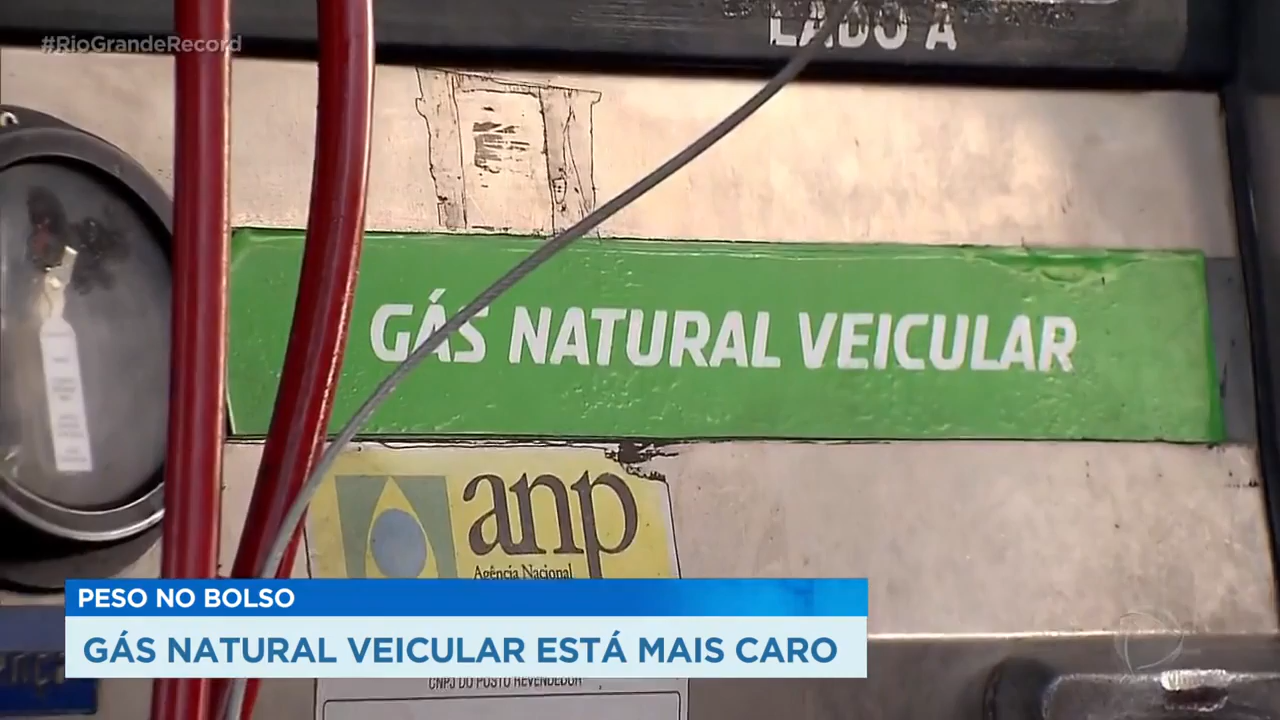 #RioGrandeRecord
LADO A
GÁS NATURAL VEICULAR
anp
Agência Nacional
PESO NO BOLSO
GÁS NATURAL VEICULAR ESTÁ MAIS CARO
CNPJ DO POSTO REVENDEDOR